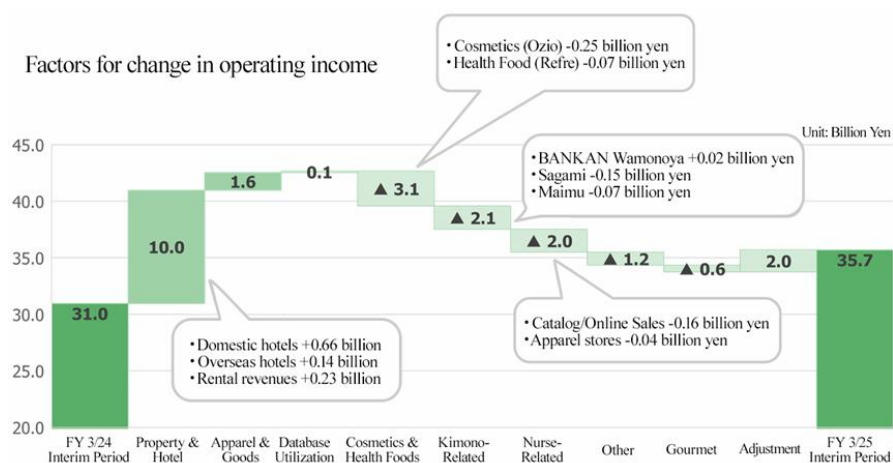 Factors for change in operating income
• Cosmetics (Ozio) -0.25 billion yen
• Health Food (Refre) -0.07 billion yen
Unit: Billion Yen
• BANKAN Wamonoya +0.02 billion yen
• Sagami -0.15 billion yen
• Maimu -0.07 billion yen
45.0
40.0
35.0
30.0
25.0
20.0
31.0
10.0
1.6
0.1
▲ 3.1
▲ 2.1
▲ 2.0
▲ 1.2
▲ 0.6
2.0
35.7
• Domestic hotels +0.66 billion
• Overseas hotels +0.14 billion
• Rental revenues +0.23 billion
• Catalog/Online Sales -0.16 billion yen
• Apparel stores -0.04 billion yen
FY 3/24
Interim Period
Property &
Hotel
Apparel &
Goods
Database
Utilization
Cosmetics &
Health Foods
Kimono-
Related
Nurse-
Related
Other
Gourmet
Adjustment
FY 3/25
Interim Period